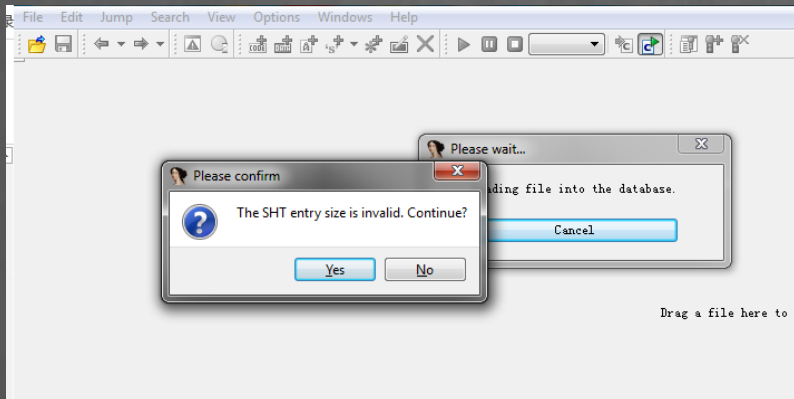 File Edit Jump Search View Options Windows Help
Please wait...
Please confirm
ding file into the database.
The SHT entry size is invalid. Continue?
Cancel
Yes No
Drag a file here to